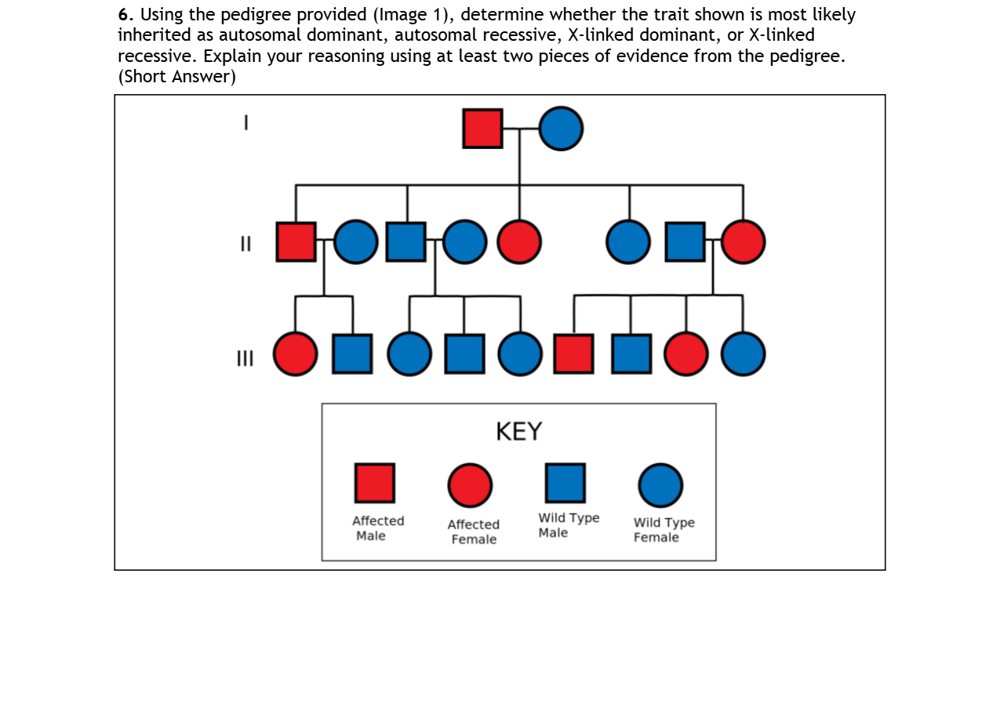 6. Using the pedigree provided (Image 1), determine whether the trait shown is most likely
inherited as autosomal dominant, autosomal recessive, X-linked dominant, or X-linked
recessive. Explain your reasoning using at least two pieces of evidence from the pedigree.
(Short Answer)
I
II
III
KEY
Affected
Male
Affected
Female
Wild Type
Male
Wild Type
Female